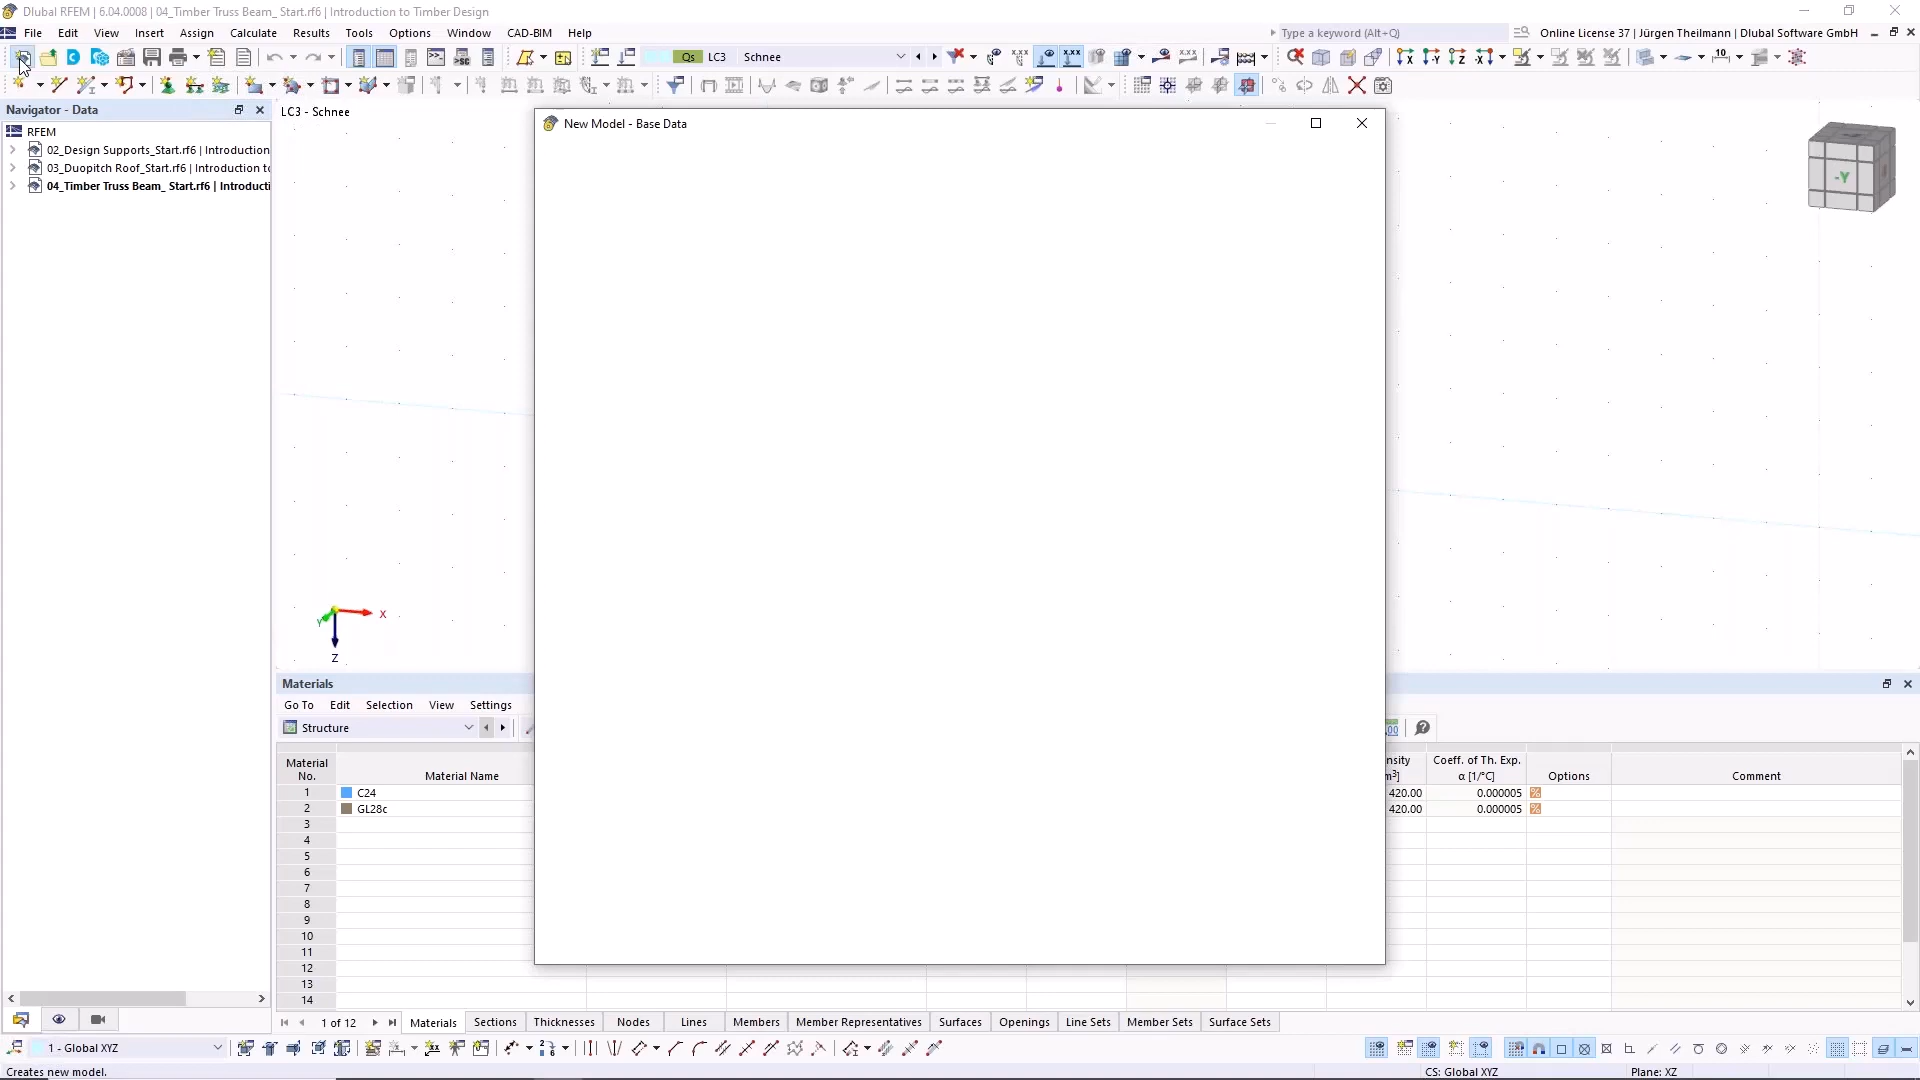 Dlubal RFEM | 6.04.0008 | 04_Timber Truss Beam_ Start.rf6 | Introduction to Timber Design
File Edit View Insert Assign Calculate Results Tools Options Window CAD-BIM Help
Type a keyword (Alt+Q)
Online License 37 | Jürgen Theilmann | Dlubal Software GmbH
Qs LC3 Schnee
Navigator - Data
LC3 - Schnee
New Model - Base Data
RFEM
02_Design Supports_Start.rf6 | Introduction
03_Duopitch Roof_Start.rf6 | Introduction to
04_Timber Truss Beam_ Start.rf6 | Introducti
-Y
X
Y
Z
Materials
Go To Edit Selection View Settings
Structure
Material
No.
Material Name
nsity
m³]
Coeff. of Th. Exp.
α [1/°C]
Options
Comment
1 C24 420.00 0.000005
2 GL28c 420.00 0.000005
3
4
5
6
7
8
9
10
11
12
13
14
1 of 12 Materials Sections Thicknesses Nodes Lines Members Member Representatives Surfaces Openings Line Sets Member Sets Surface Sets
1 - Global XYZ
Creates new model.
CS: Global XYZ
Plane: XZ